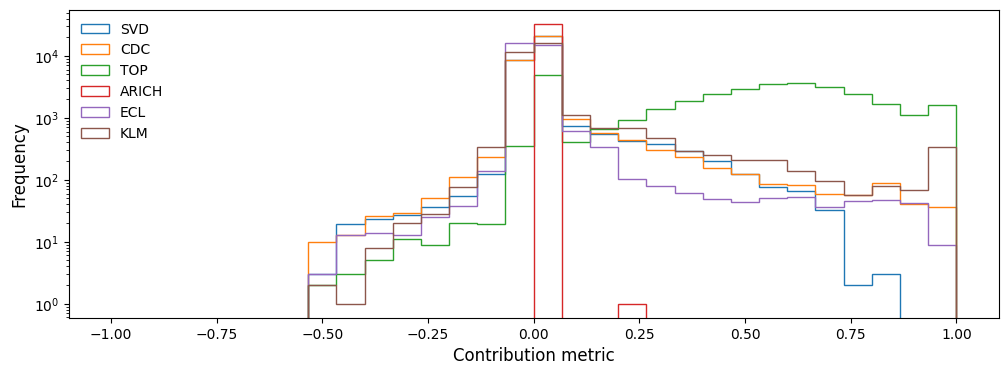 SVD
CDC
TOP
ARICH
ECL
KLM
Frequency
10⁴
10³
10²
10¹
10⁰
−1.00 −0.75 −0.50 −0.25 0.00 0.25 0.50 0.75 1.00
Contribution metric